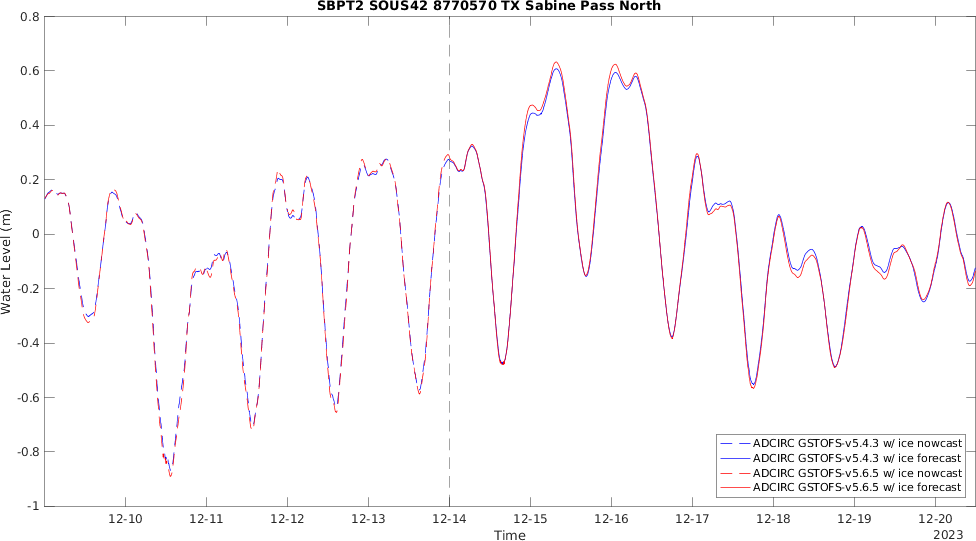 SBPT2 SOUS42 8770570 TX Sabine Pass North
0.8
0.6
0.4
0.2
0
-0.2
-0.4
-0.6
-0.8
-1
Water Level (m)
12-10 12-11 12-12 12-13 12-14 12-15 12-16 12-17 12-18 12-19 12-20
2023
Time
ADCIRC GSTOFS-v5.4.3 w/ ice nowcast
ADCIRC GSTOFS-v5.4.3 w/ ice forecast
ADCIRC GSTOFS-v5.6.5 w/ ice nowcast
ADCIRC GSTOFS-v5.6.5 w/ ice forecast